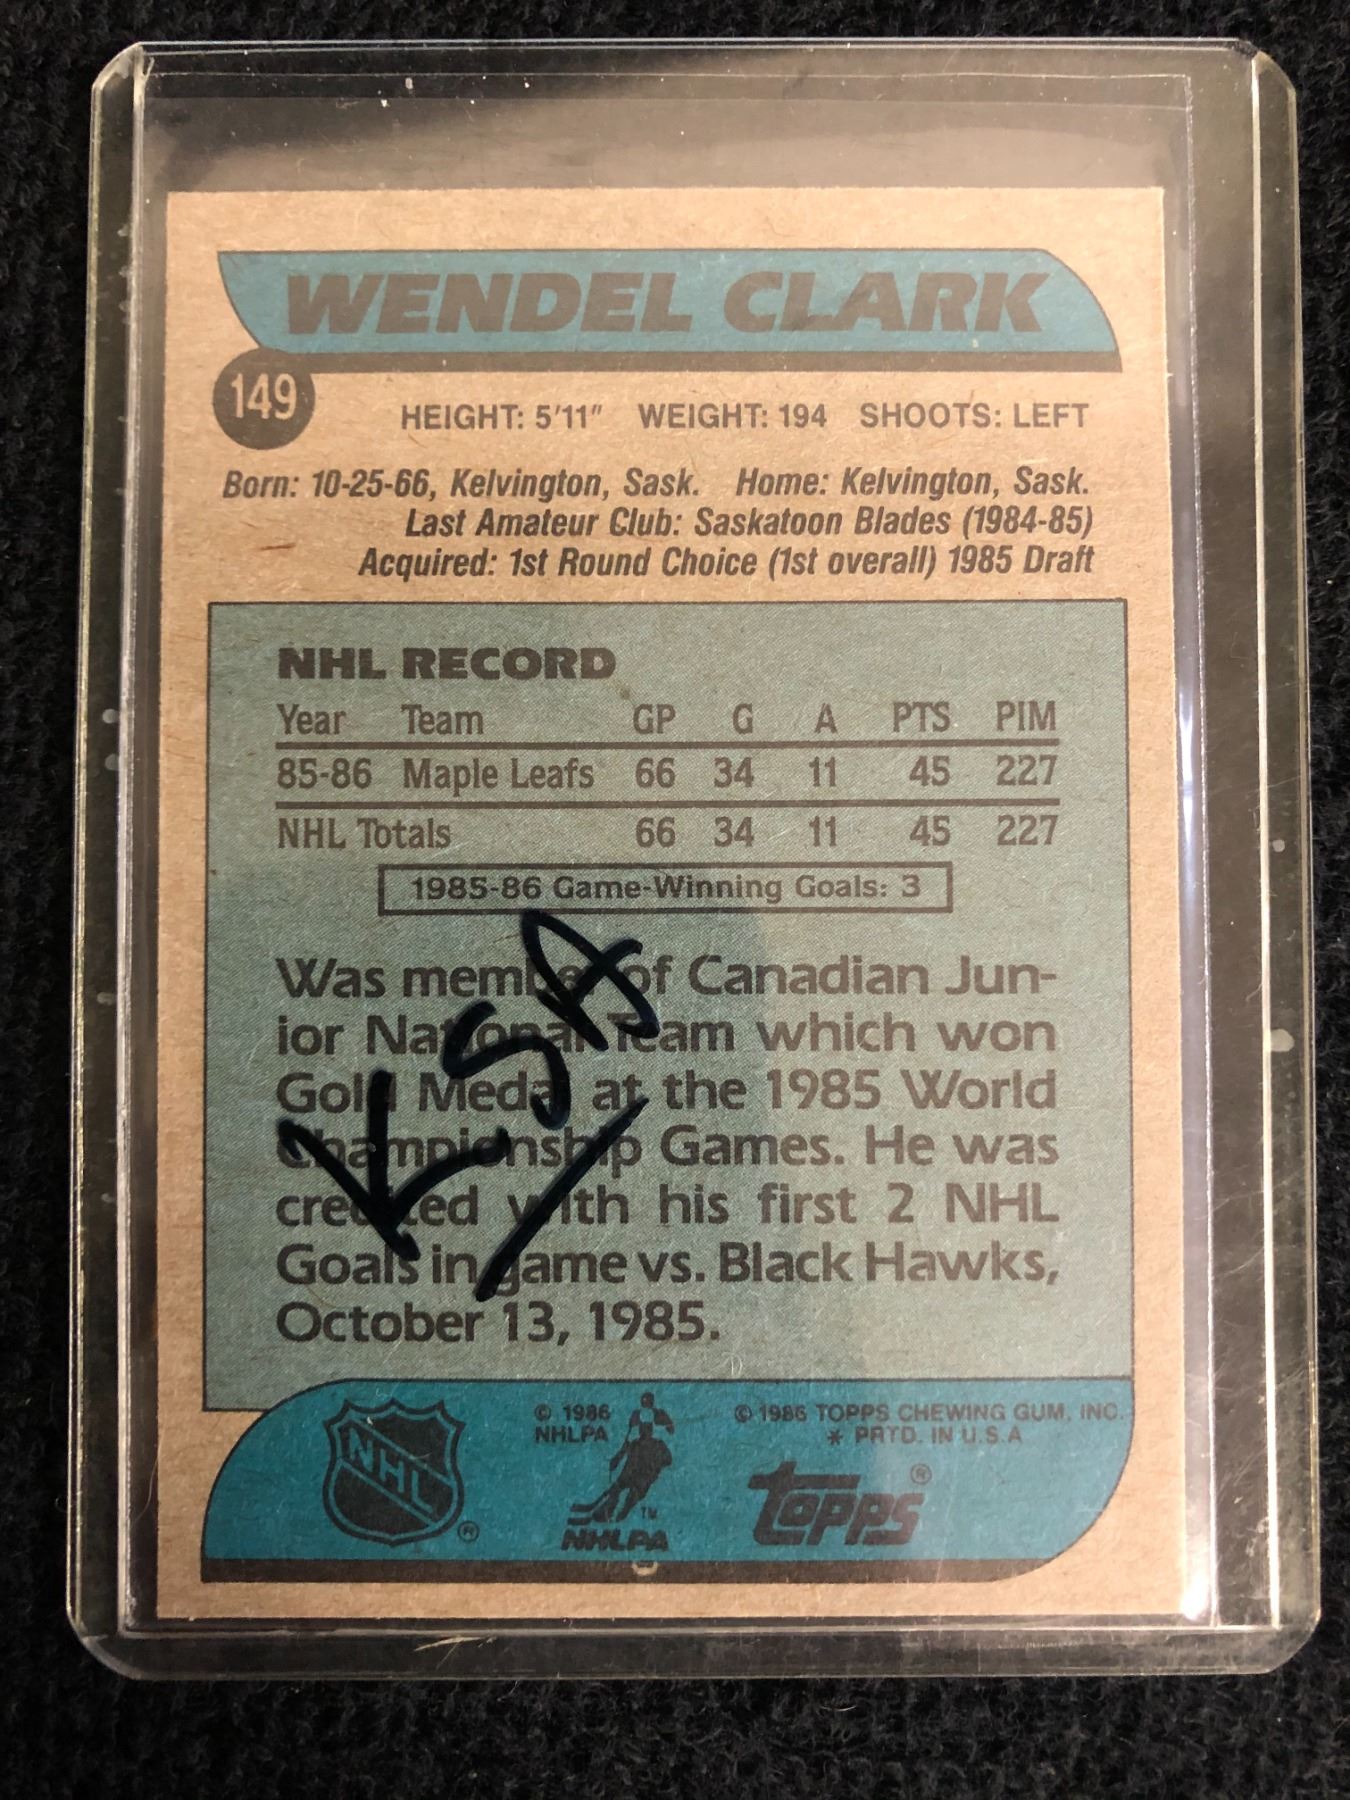 WENDEL CLARK
149
HEIGHT: 5'11" WEIGHT: 194 SHOOTS: LEFT
Born: 10-25-66, Kelvington, Sask. Home: Kelvington, Sask.
Last Amateur Club: Saskatoon Blades (1984-85)
Acquired: 1st Round Choice (1st overall) 1985 Draft
NHL RECORD
Year Team GP G A PTS PIM
85-86 Maple Leafs 66 34 11 45 227
NHL Totals 66 34 11 45 227
1985-86 Game-Winning Goals: 3
Was member of Canadian Jun-
ior National Team which won
Gold Medal at the 1985 World
Championship Games. He was
credited with his first 2 NHL
Goals in game vs. Black Hawks,
October 13, 1985.
KSA
NHL ®
© 1986
NHLPA
TM
NHLPA
© 1986 TOPPS CHEWING GUM, INC.
* PRTD. IN U.S.A
topps ®